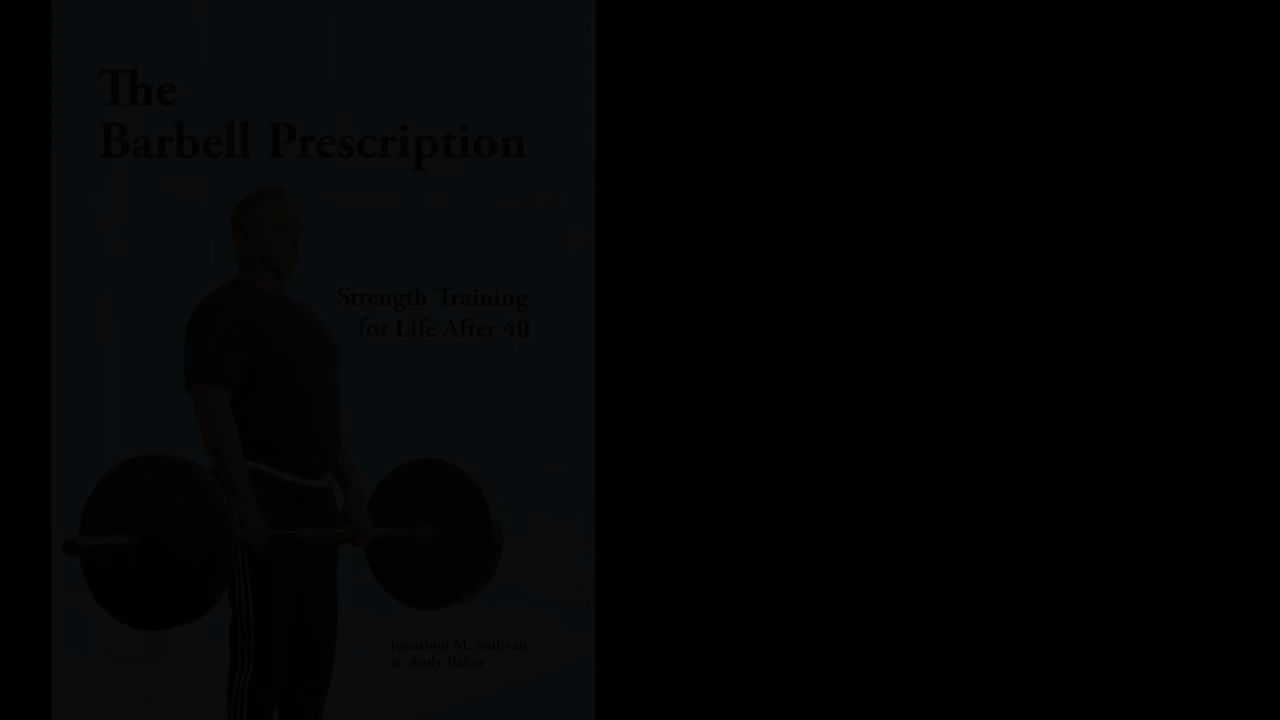 The
Barbell Prescription
Strength Training
for Life After 40
Jonathon M. Sullivan
& Andy Baker